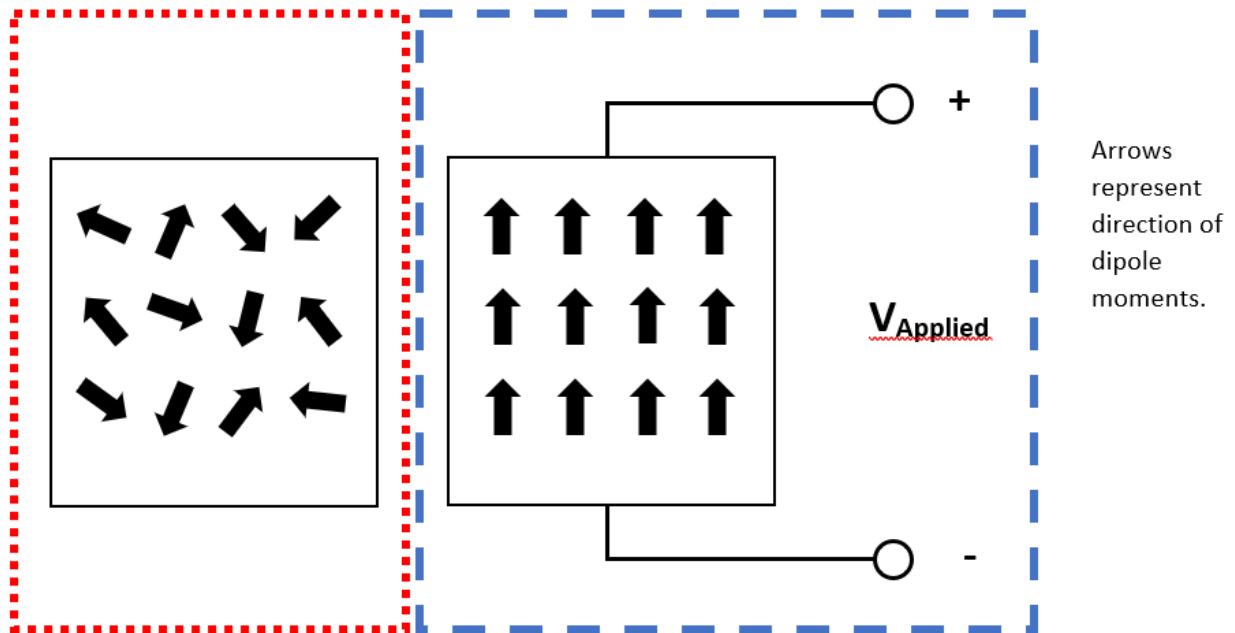 +
Arrows
represent
direction of
dipole
moments.
VApplied
-